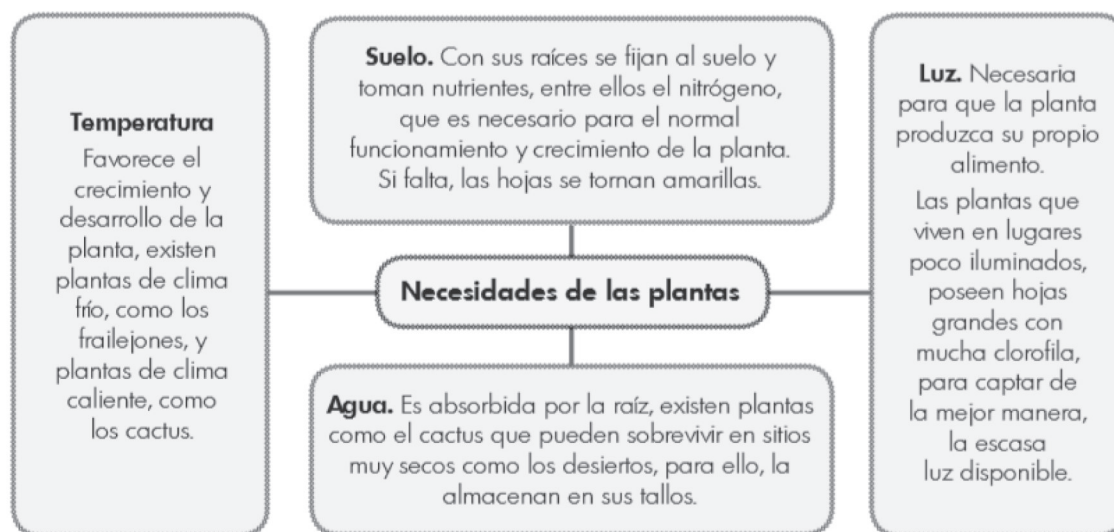 Temperatura
Favorece el
crecimiento y
desarrollo de la
planta, existen
plantas de clima
frío, como los
frailejones, y
plantas de clima
caliente, como
los cactus.
Suelo. Con sus raíces se fijan al suelo y
toman nutrientes, entre ellos el nitrógeno,
que es necesario para el normal
funcionamiento y crecimiento de la planta.
Si falta, las hojas se tornan amarillas.
Necesidades de las plantas
Agua. Es absorbida por la raíz, existen plantas
como el cactus que pueden sobrevivir en sitios
muy secos como los desiertos, para ello, la
almacenan en sus tallos.
Luz. Necesaria
para que la planta
produzca su propio
alimento.
Las plantas que
viven en lugares
poco iluminados,
poseen hojas
grandes con
mucha clorofila,
para captar de
la mejor manera,
la escasa
luz disponible.